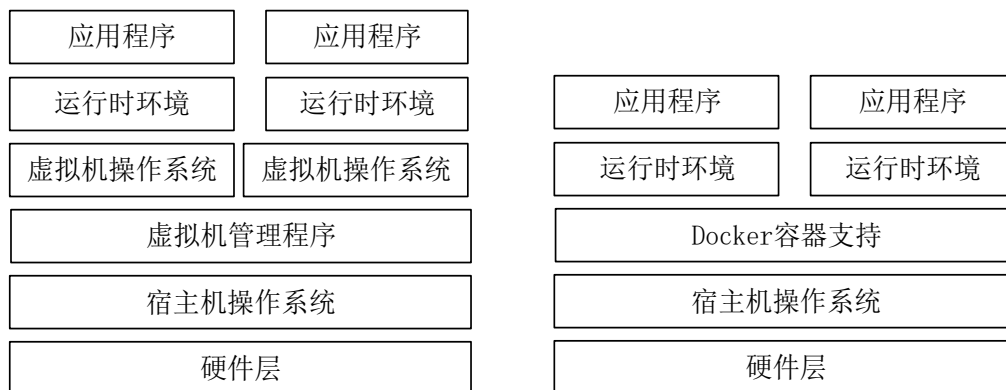 应用程序
应用程序
运行时环境
运行时环境
虚拟机操作系统
虚拟机操作系统
虚拟机管理程序
宿主机操作系统
硬件层
应用程序
应用程序
运行时环境
运行时环境
Docker容器支持
宿主机操作系统
硬件层